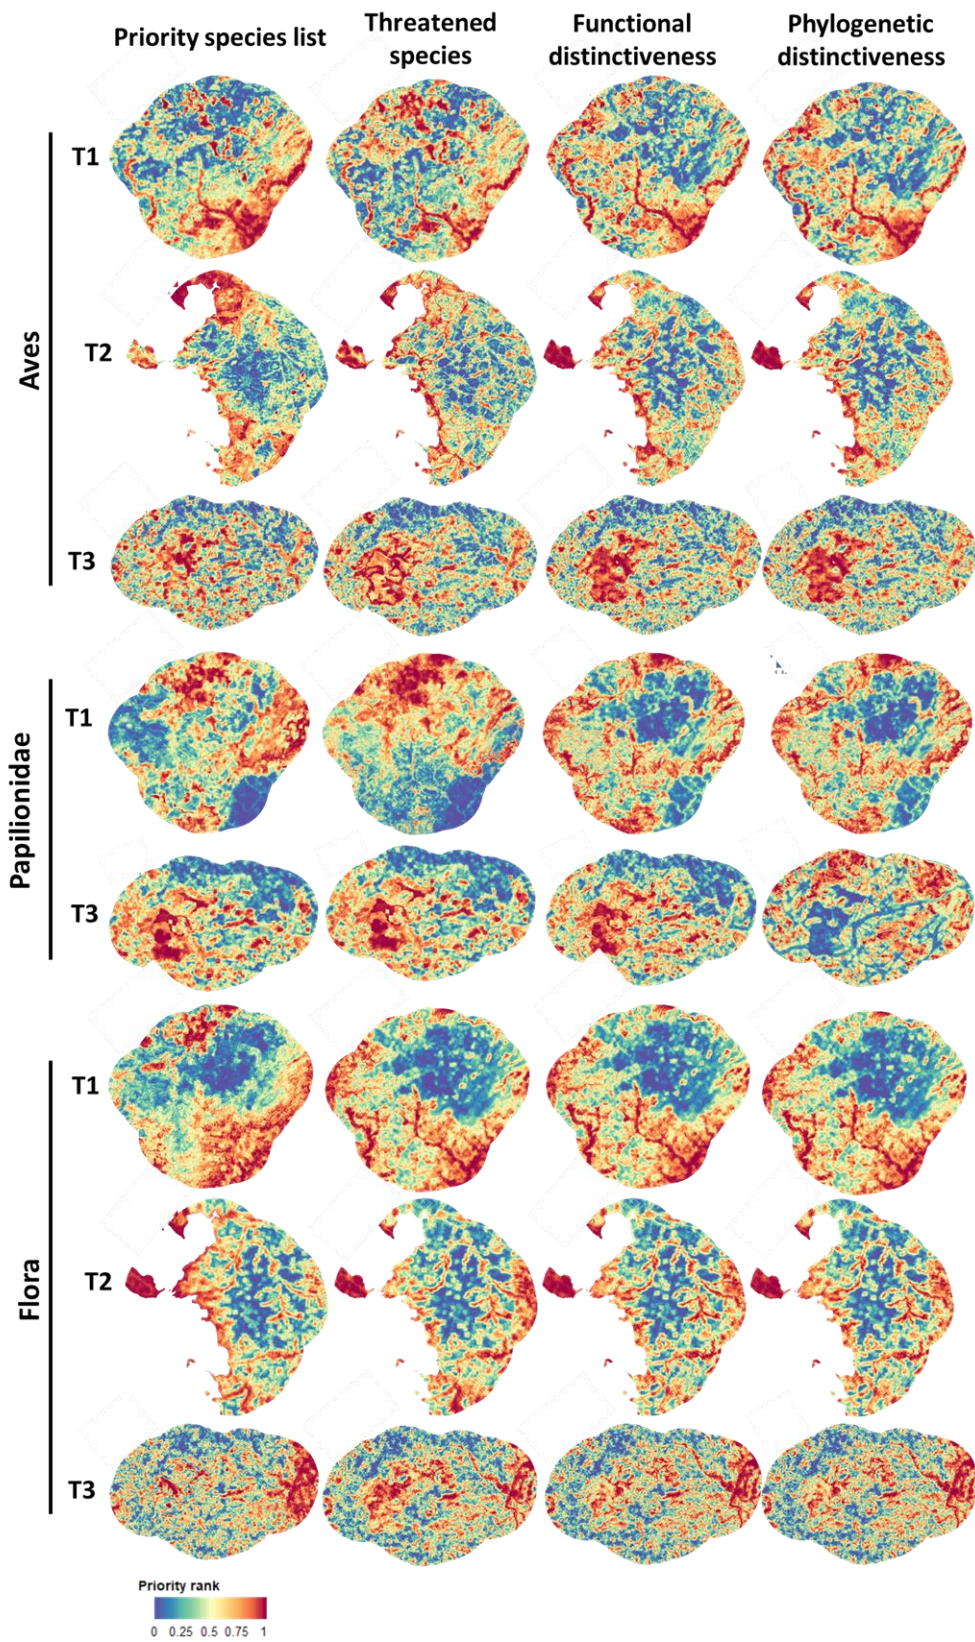 Priority species list
Threatened
species
Functional
distinctiveness
Phylogenetic
distinctiveness
Aves
T1
T2
T3
Papilionidae
T1
T3
Flora
T1
T2
T3
Priority rank
0 0.25 0.5 0.75 1